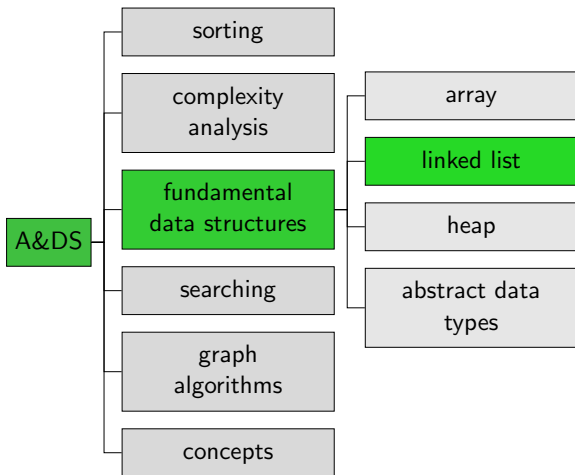 A&DS
sorting
complexity
analysis
fundamental
data structures
searching
graph
algorithms
concepts
array
linked list
heap
abstract data
types